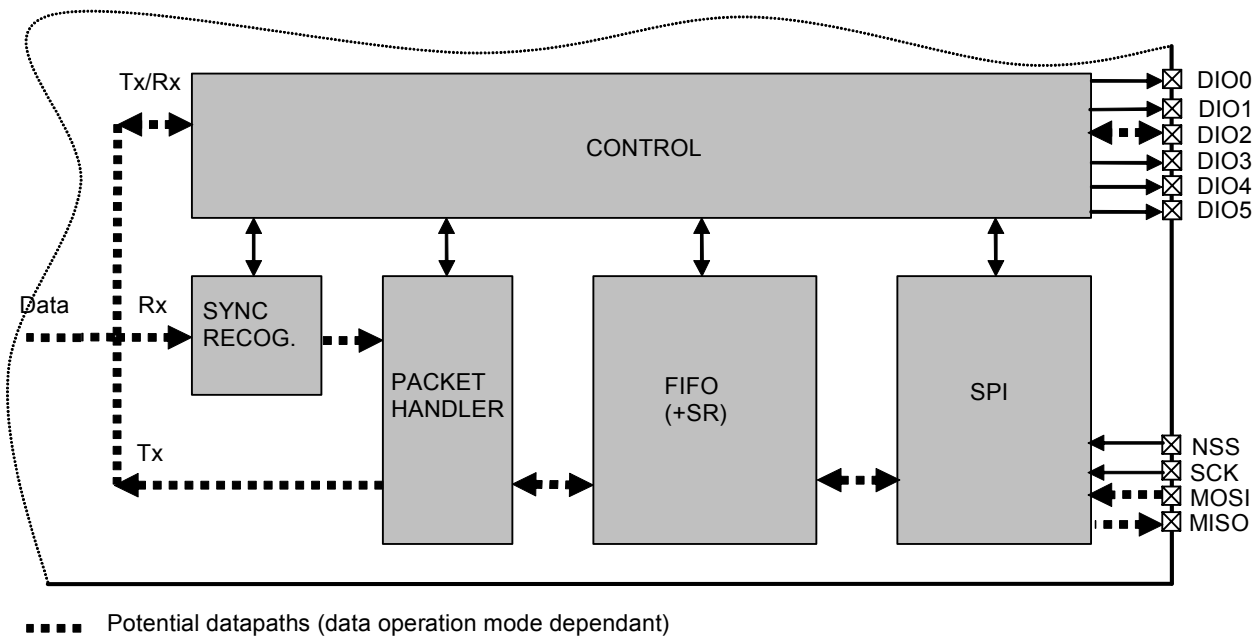 Tx/Rx
CONTROL
DIO0
DIO1
DIO2
DIO3
DIO4
DIO5
Data
Rx
SYNC
RECOG.
PACKET
HANDLER
FIFO
(+SR)
SPI
Tx
NSS
SCK
MOSI
MISO
Potential datapaths (data operation mode dependant)